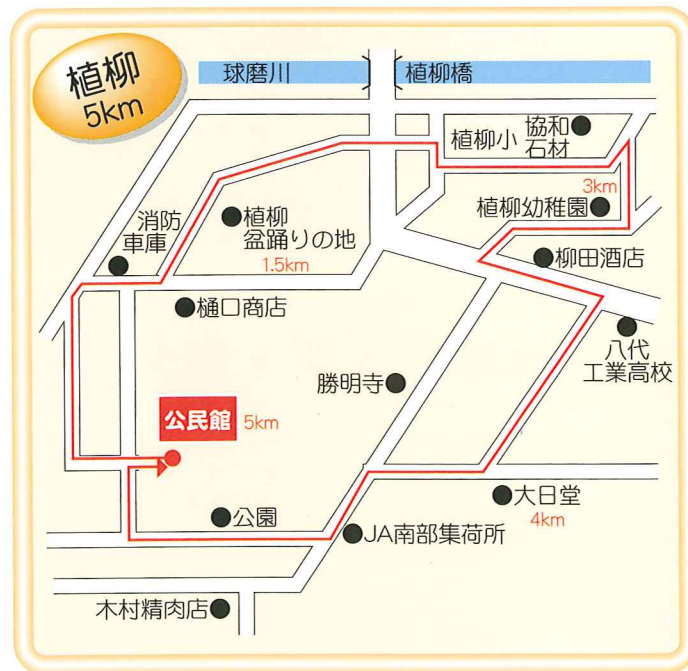 植柳
5km
球磨川
植柳橋
植柳小
協和
石材
3km
植柳幼稚園
消防
車庫
植柳
盆踊りの地
1.5km
柳田酒店
樋口商店
八代
工業高校
勝明寺
公民館
5km
大日堂
4km
公園
JA南部集荷所
木村精肉店